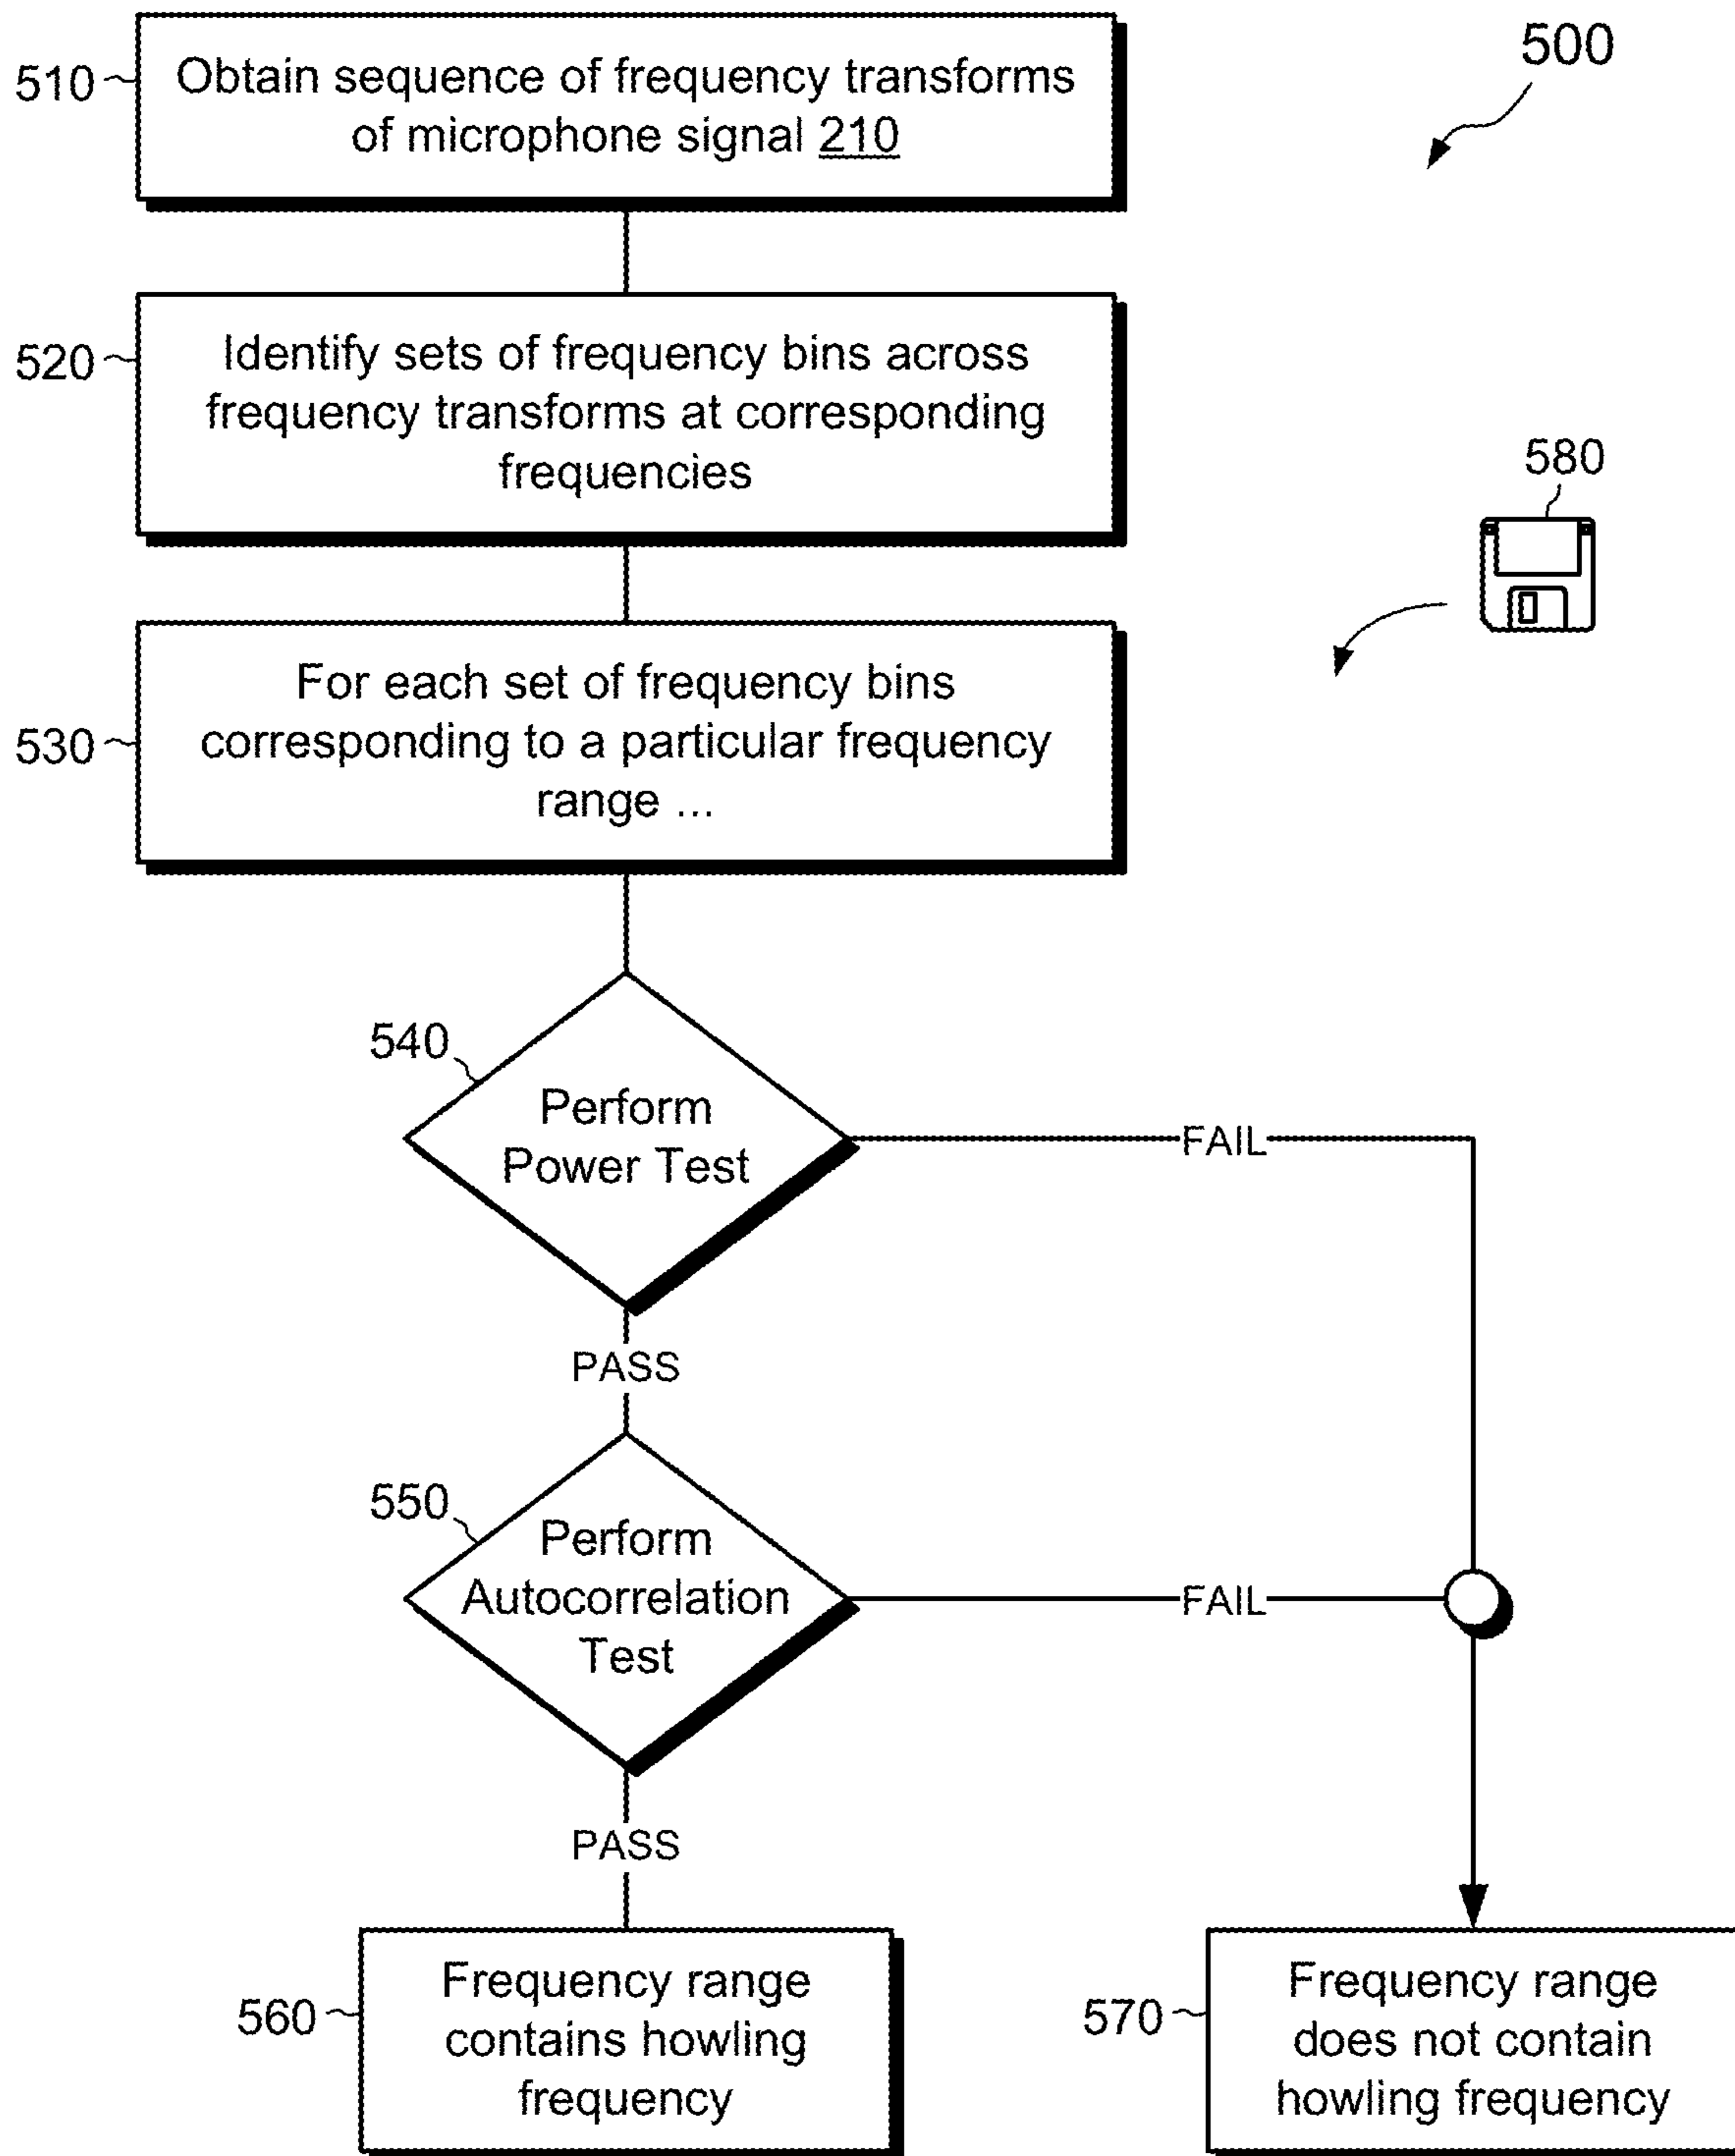 500
510
Obtain sequence of frequency transforms
of microphone signal 210
520
Identify sets of frequency bins across
frequency transforms at corresponding
frequencies
580
530
For each set of frequency bins
corresponding to a particular frequency
range ...
540
Perform
Power Test
FAIL
PASS
550
Perform
Autocorrelation
Test
FAIL
PASS
560
Frequency range
contains howling
frequency
570
Frequency range
does not contain
howling frequency